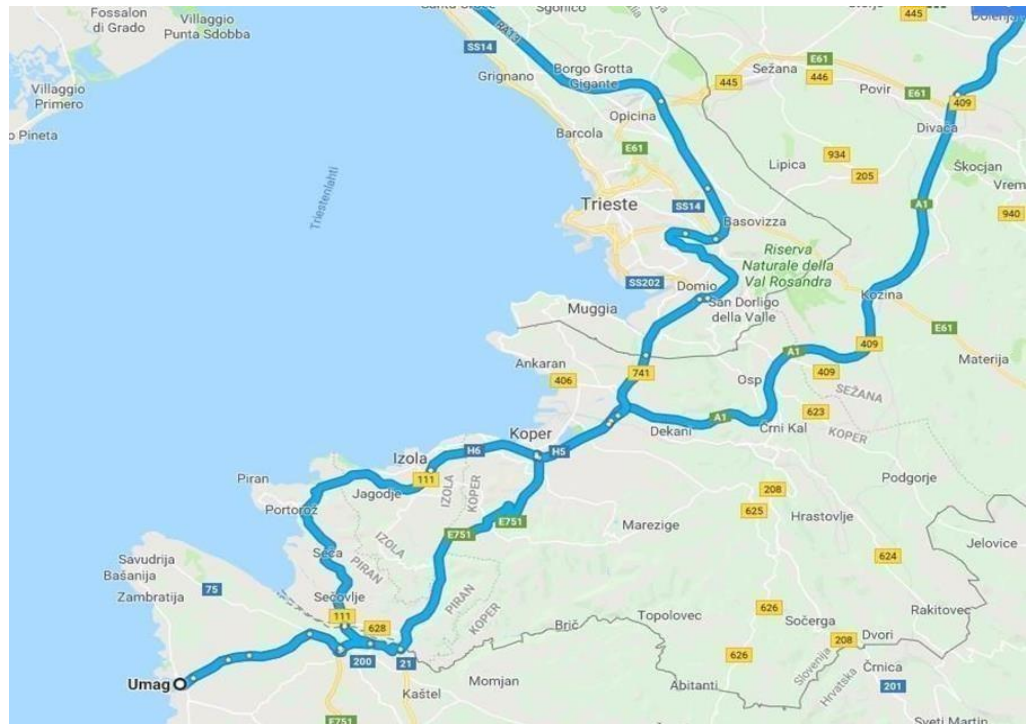 Fossalon
di Grado
Villaggio
Punta Sdobba
Santa Croce
Sgonico
445
Dolenja
SS14
RA13
Borgo Grotta
Gigante
Grignano
E61
Sežana
446
445
Povir
E61
409
Villaggio
Primero
o Pineta
Opicina
Divača
Barcola
E61
Lipica
934
205
Škocjan
Vrem
Triestenlahti
Trieste
SS14
A1
940
Basovizza
Riserva
Naturale della
Val Rosandra
SS202
Domio
San Dorligo
della Valle
Kozina
E61
Muggia
409
Materija
Ankaran
406
741
A1
409
Osp
SEŽANA
KOPER
623
A1
Črni Kal
Dekani
Koper
H6
H5
Izola
111
IZOLA
KOPER
Piran
Jagodje
Portorož
E751
E751
Podgorje
208
625
Marezige
Hrastovlje
IZOLA
PIRAN
Seča
Savudrija
Bašanija
Zambratija
75
Sečovlje
PIRAN
KOPER
624
Jelovice
111
628
626
Topolovec
Sočerga
Rakitovec
Brič
208
Dvori
626
Slovenija
Hrvatska
Črnica
200
21
Umag
Kaštel
Momjan
Abitanti
201
E751
Sveti Martin